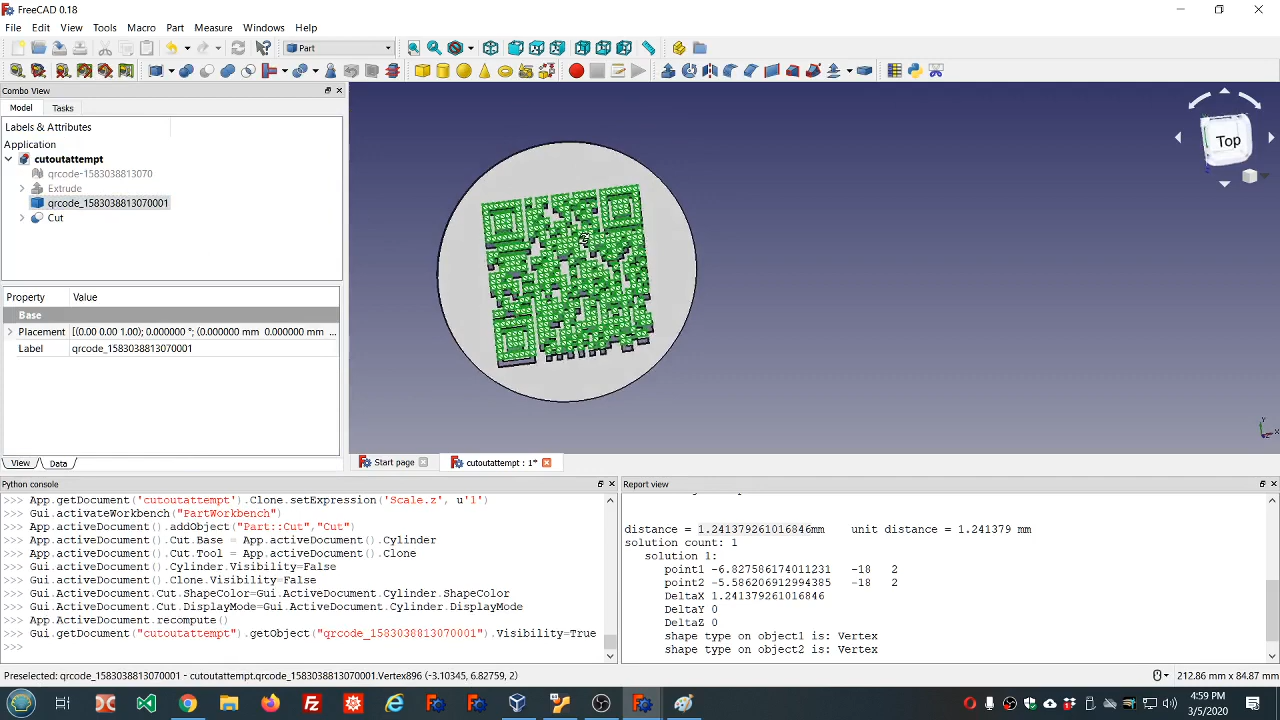 FreeCAD 0.18
File Edit View Tools Macro Part Measure Windows Help
Part
Combo View
Model Tasks
Labels & Attributes
Application
cutoutattempt
qrcode-1583038813070
Extrude
qrcode_1583038813070001
Cut
Property Value
Base
Placement [(0.00 0.00 1.00); 0.000000 °; (0.000000 mm 0.000000 mm ...
Label qrcode_1583038813070001
View Data
Top
Start page cutoutattempt : 1*
Python console
>>> App.getDocument('cutoutattempt').Clone.setExpression('Scale.z', u'1')
>>> Gui.activateWorkbench("PartWorkbench")
>>> App.activeDocument().addObject("Part::Cut","Cut")
>>> App.activeDocument().Cut.Base = App.activeDocument().Cylinder
>>> App.activeDocument().Cut.Tool = App.activeDocument().Clone
>>> Gui.activeDocument().Cylinder.Visibility=False
>>> Gui.activeDocument().Clone.Visibility=False
>>> Gui.ActiveDocument.Cut.ShapeColor=Gui.ActiveDocument.Cylinder.ShapeColor
>>> Gui.ActiveDocument.Cut.DisplayMode=Gui.ActiveDocument.Cylinder.DisplayMode
>>> App.ActiveDocument.recompute()
>>> Gui.getDocument("cutoutattempt").getObject("qrcode_1583038813070001").Visibility=True
>>>
Report view
distance = 1.241379261016846mm unit distance = 1.241379 mm
solution count: 1
solution 1:
point1 -6.827586174011231 -18 2
point2 -5.586206912994385 -18 2
DeltaX 1.241379261016846
DeltaY 0
DeltaZ 0
shape type on object1 is: Vertex
shape type on object2 is: Vertex
Preselected: qrcode_1583038813070001 - cutoutattempt.qrcode_1583038813070001.Vertex896 (-3.10345, 6.82759, 2)
212.86 mm x 84.87 mm
4:59 PM
3/5/2020